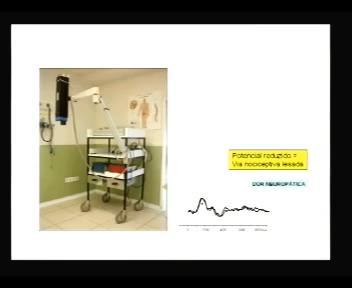 Potencial reduzido =
Via nociceptiva lesada
DOR NEUROPÁTICA